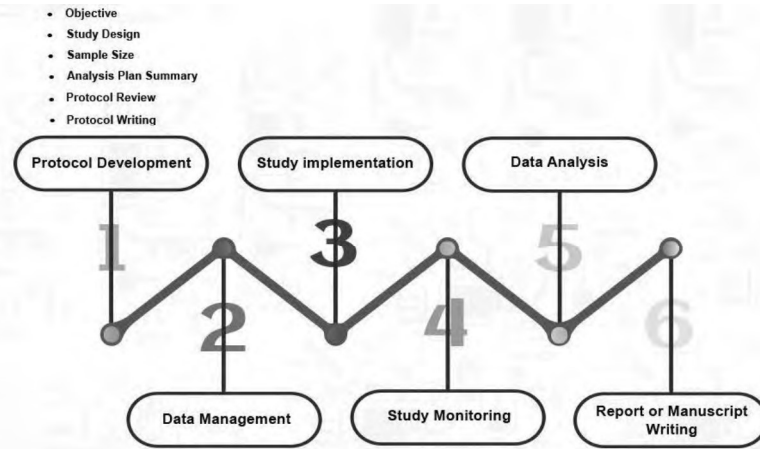 Objective
Study Design
Sample Size
Analysis Plan Summary
Protocol Review
Protocol Writing
Protocol Development
Study implementation
Data Analysis
1
2
3
4
5
6
Data Management
Study Monitoring
Report or Manuscript
Writing